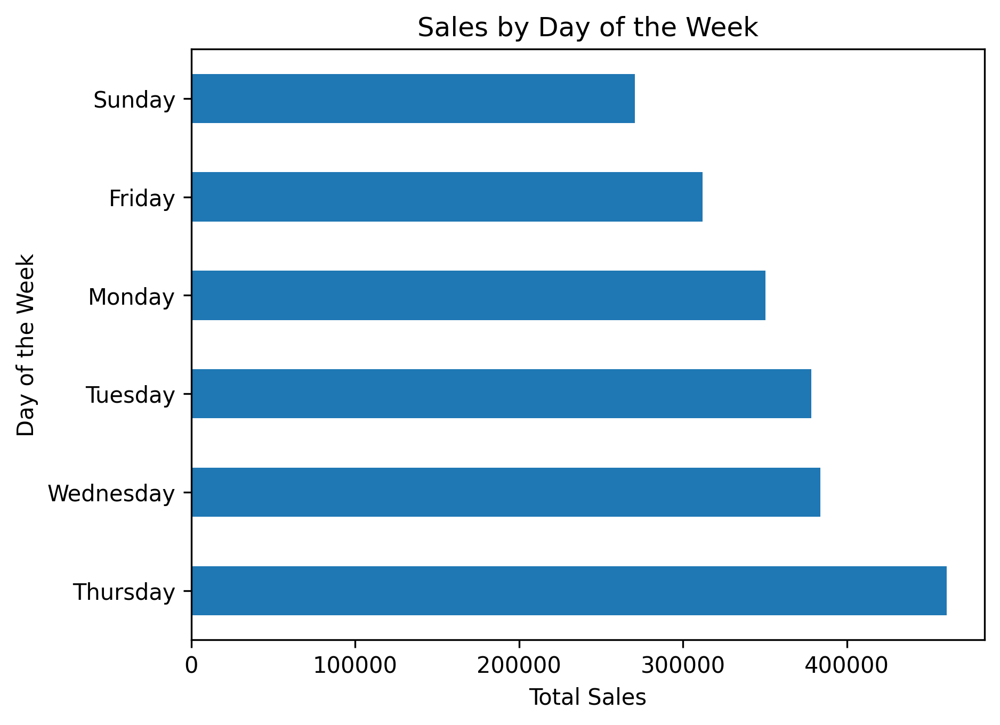 Sales by Day of the Week
Day of the Week
Sunday
Friday
Monday
Tuesday
Wednesday
Thursday
0 100000 200000 300000 400000
Total Sales